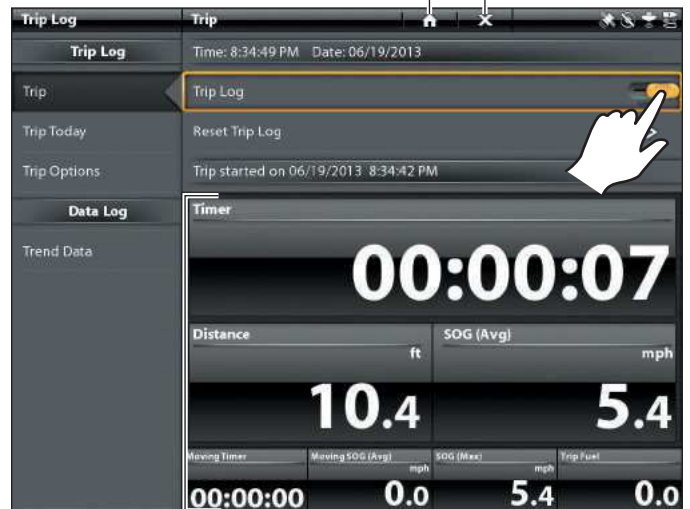 Trip Log
Trip
Trip Log
Time: 8:34:49 PM Date: 06/19/2013
Trip
Trip Log
Trip Today
Reset Trip Log
Trip Options
Trip started on 06/19/2013 8:34:42 PM
Data Log
Trend Data
Timer
00:00:07
Distance
ft
10.4
SOG (Avg)
mph
5.4
Moving Timer
00:00:00
Moving SOG (Avg)
mph
0.0
SOG (Max)
mph
5.4
Trip Fuel
0.0